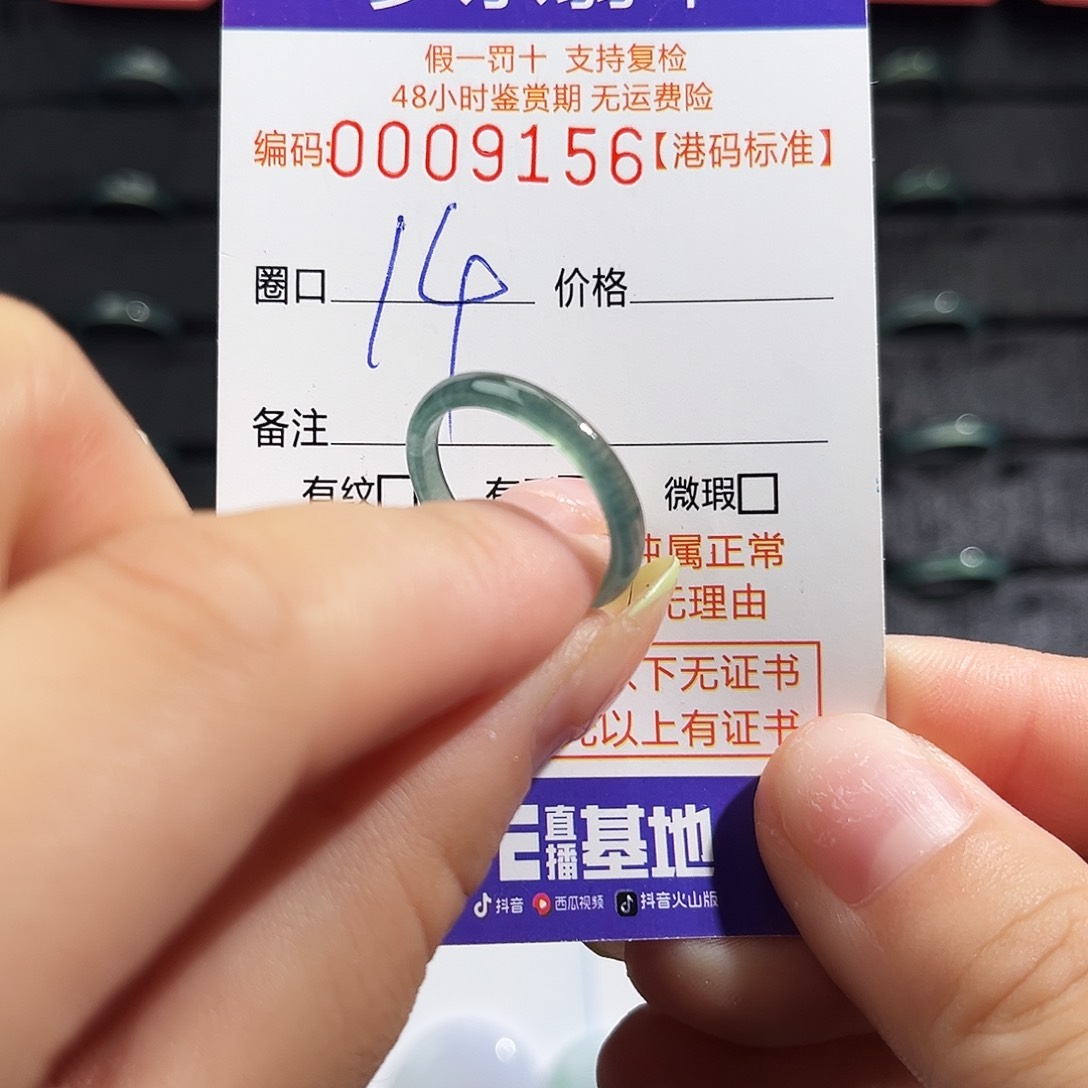 假一罚十 支持复检
48小时鉴赏期 无运费险
编码:0009156【港码标准】
圈口 14 价格
备注
有纹 微瑕
属正常
理由
下无证书
以上有证书
直播基地
抖音 西瓜视频 抖音火山版